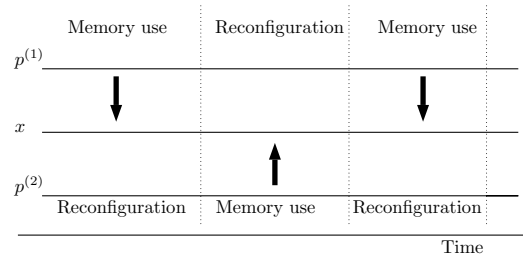 Memory use Reconfiguration Memory use
p^{(1)}
x
p^{(2)}
Reconfiguration Memory use Reconfiguration
Time